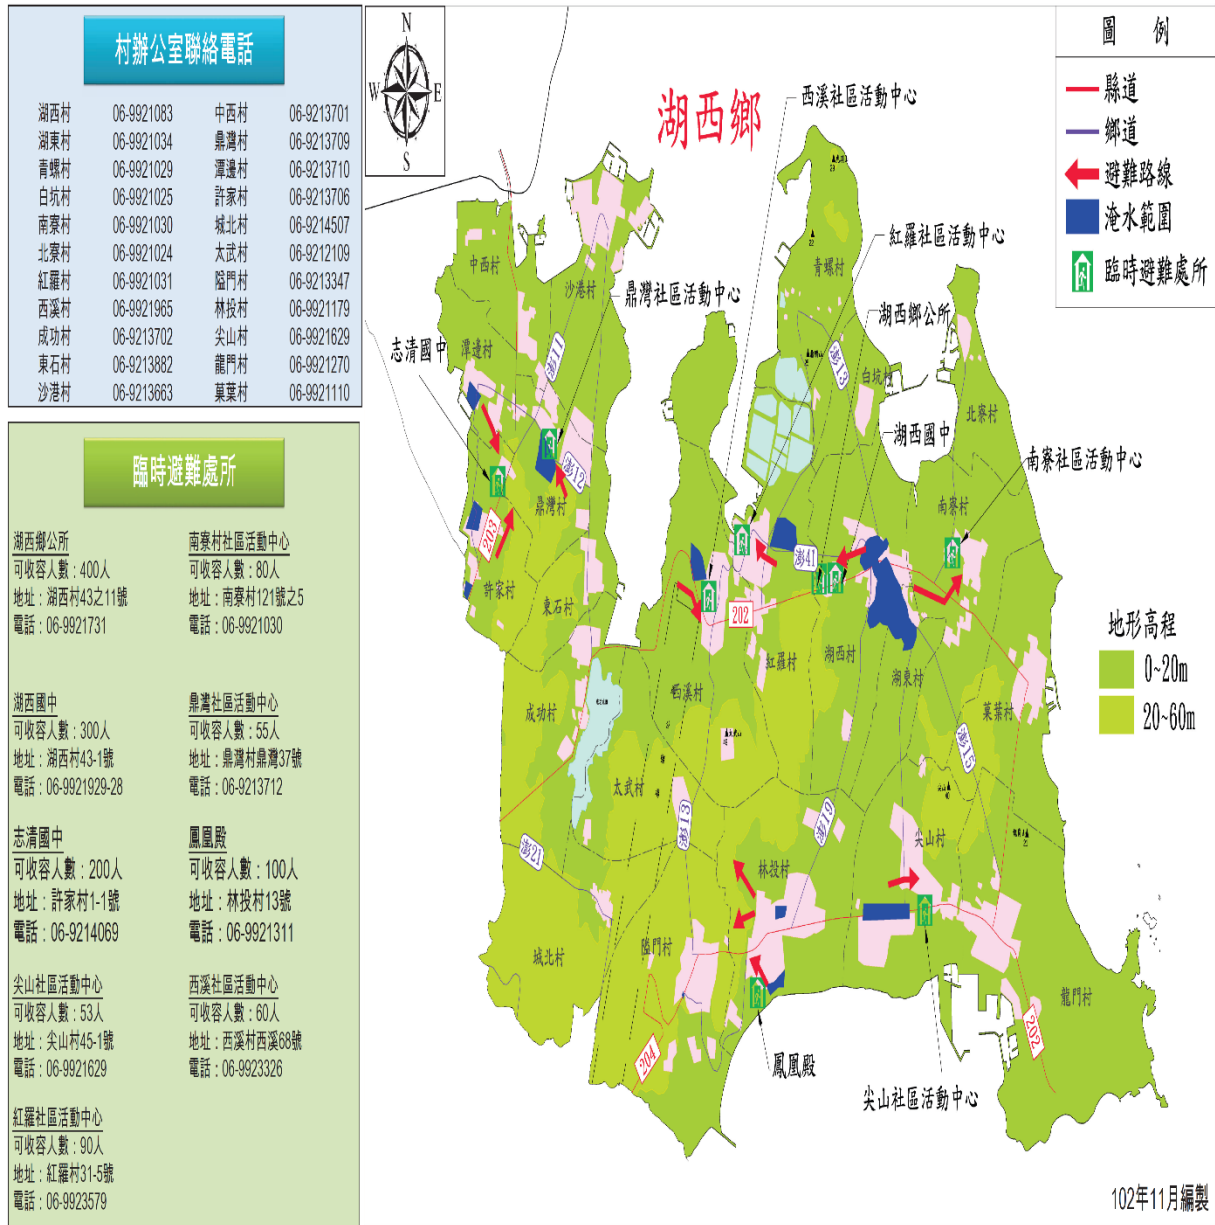 村辦公室聯絡電話
湖西村 06-9921083 中西村 06-9213701
湖東村 06-9921034 鼎灣村 06-9213709
青螺村 06-9921029 潭邊村 06-9213710
白坑村 06-9921025 許家村 06-9213706
南寮村 06-9921030 城北村 06-9214507
北寮村 06-9921024 太武村 06-9212109
紅羅村 06-9921031 隘門村 06-9213347
西溪村 06-9921965 林投村 06-9921179
成功村 06-9213702 尖山村 06-9921629
東石村 06-9213882 龍門村 06-9921270
沙港村 06-9213663 菓葉村 06-9921110
臨時避難處所
湖西鄉公所
可收容人數：400人
地址：湖西村43之11號
電話：06-9921731
南寮村社區活動中心
可收容人數：80人
地址：南寮村121號之5
電話：06-9921030
湖西國中
可收容人數：300人
地址：湖西村43-1號
電話：06-9921929-28
鼎灣社區活動中心
可收容人數：55人
地址：鼎灣村鼎灣37號
電話：06-9213712
志清國中
可收容人數：200人
地址：許家村1-1號
電話：06-9214069
鳳凰殿
可收容人數：100人
地址：林投村13號
電話：06-9921311
尖山社區活動中心
可收容人數：53人
地址：尖山村45-1號
電話：06-9921629
西溪社區活動中心
可收容人數：60人
地址：西溪村西溪68號
電話：06-9923326
紅羅社區活動中心
可收容人數：90人
地址：紅羅村31-5號
電話：06-9923579
N
W
E
S
湖西鄉
圖 例
縣道
鄉道
避難路線
淹水範圍
臨時避難處所
地形高程
0~20m
20~60m
西溪社區活動中心
紅羅社區活動中心
鼎灣社區活動中心
湖西鄉公所
志清國中
湖西國中
南寮社區活動中心
中西村
沙港村
青螺村
潭邊村
澎11
澎13
白坑村
北寮村
澎12
鼎灣村
南寮村
203
澎41
許家村
東石村
202
紅羅村
湖西村
湖東村
西溪村
成功村
菓葉村
澎15
太武村
澎13
澎19
尖山村
澎21
林投村
城北村
隘門村
龍門村
204
202
鳳凰殿
尖山社區活動中心
102年11月編製